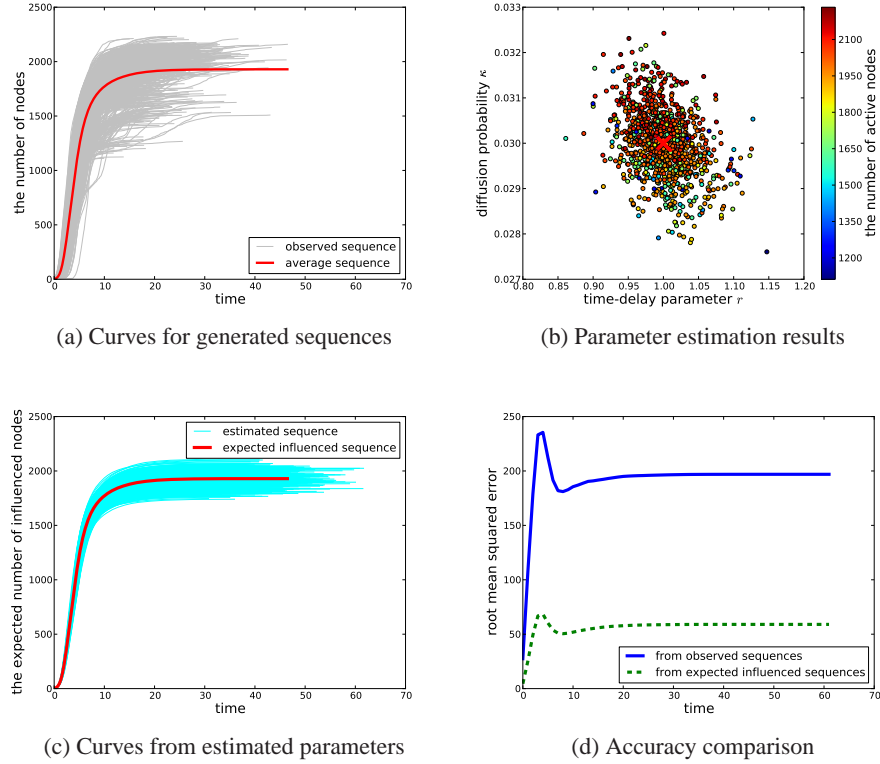 2500
2000
1500
1000
500
0
0 10 20 30 40 50 60 70
the number of nodes
time
observed sequence
average sequence
(a) Curves for generated sequences
0.033
0.032
0.031
0.030
0.029
0.028
0.027
0.80 0.85 0.90 0.95 1.00 1.05 1.10 1.15 1.20
diffusion probability κ
time-delay parameter r
2100
1950
1800
1650
1500
1350
1200
the number of active nodes
(b) Parameter estimation results
2500
2000
1500
1000
500
0
0 10 20 30 40 50 60 70
the expected number of influenced nodes
time
estimated sequence
expected influenced sequence
(c) Curves from estimated parameters
250
200
150
100
50
0
0 10 20 30 40 50 60 70
root mean squared error
time
from observed sequences
from expected influenced sequences
(d) Accuracy comparison